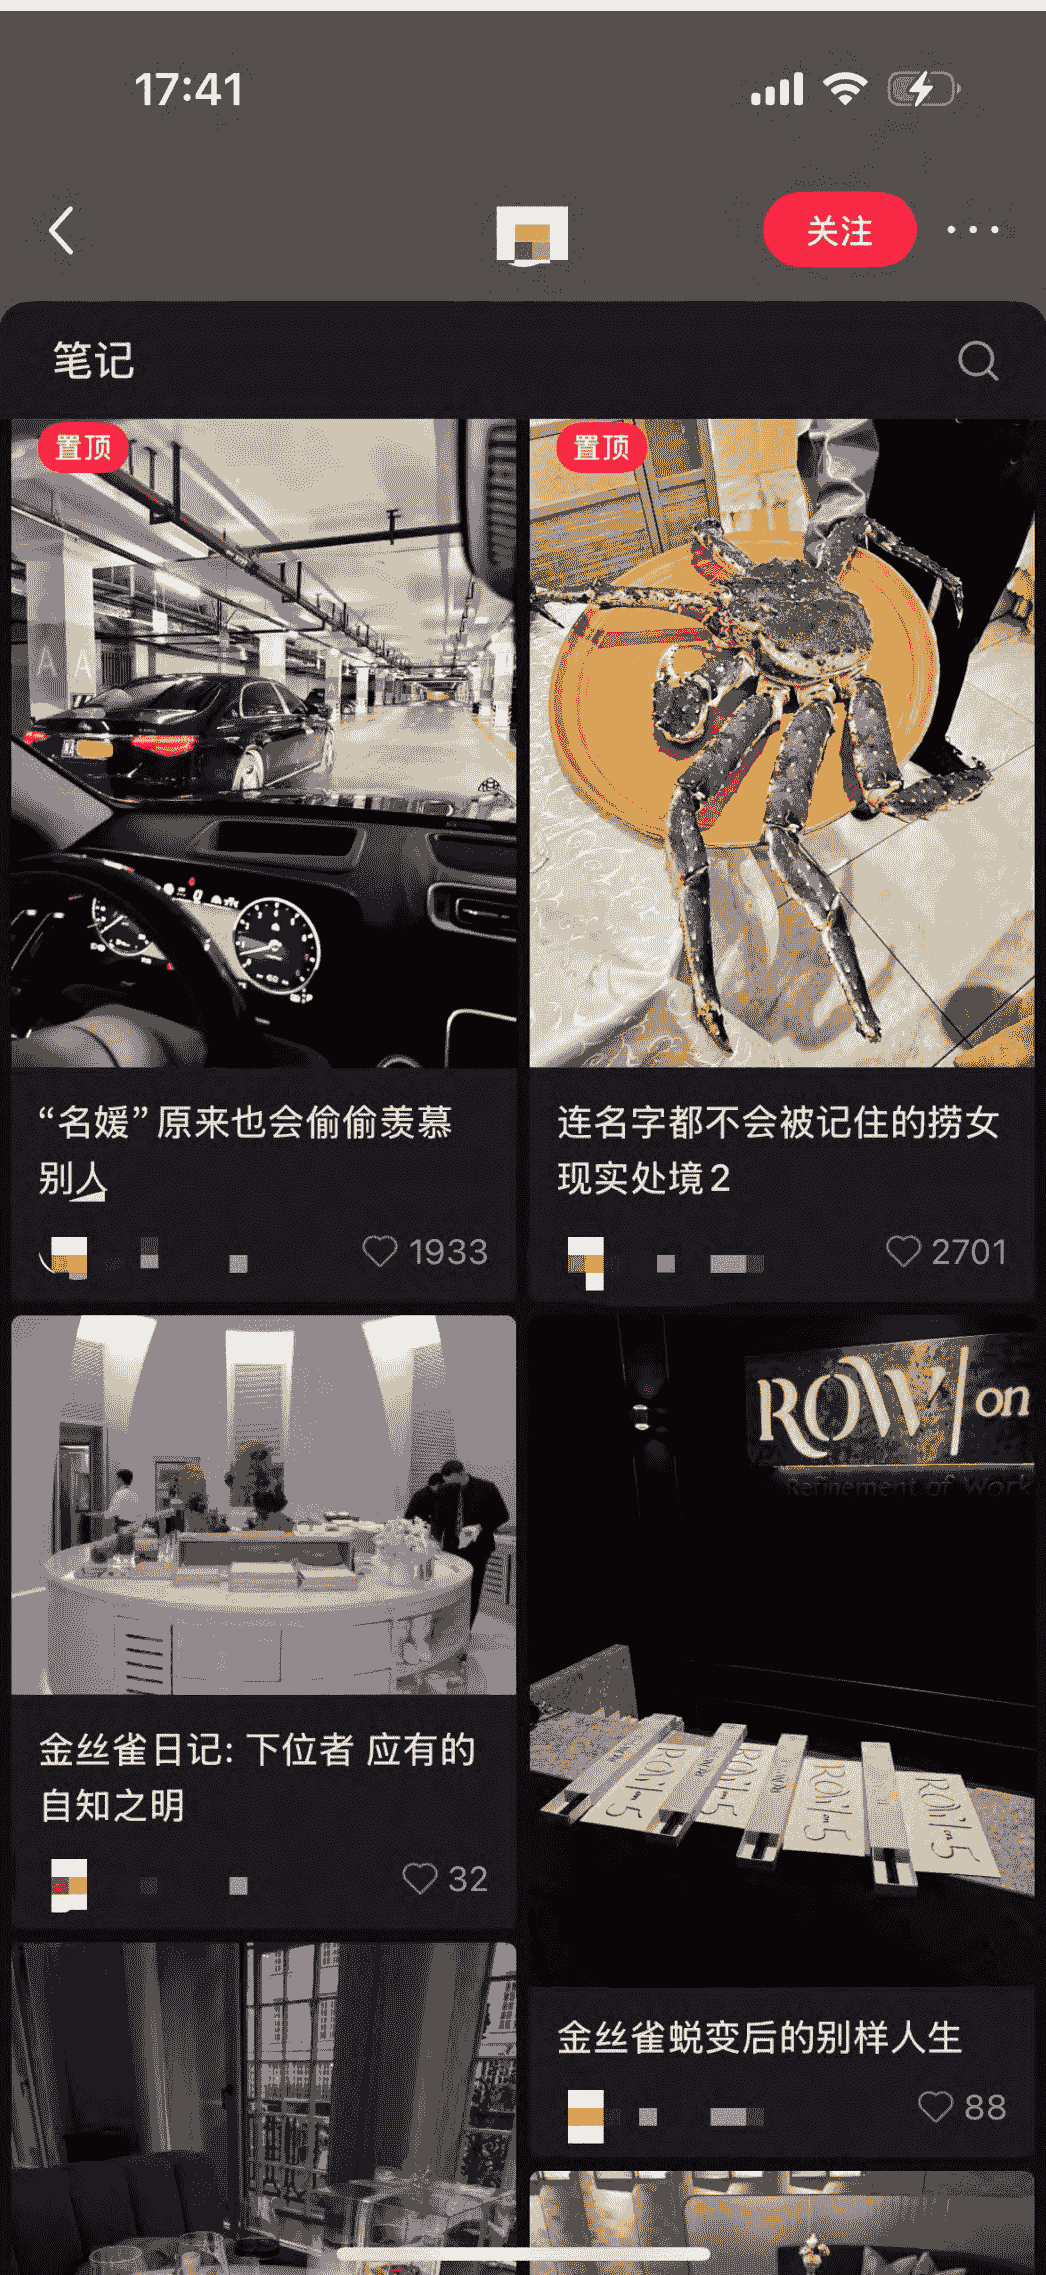 17:41
关注
笔记
置顶
置顶
A A
“名媛”原来也会偷偷羡慕
别人
1933
连名字都不会被记住的捞女
现实处境2
2701
ROW/on
Refinement of Work
金丝雀日记: 下位者 应有的
自知之明
32
金丝雀蜕变后的别样人生
88